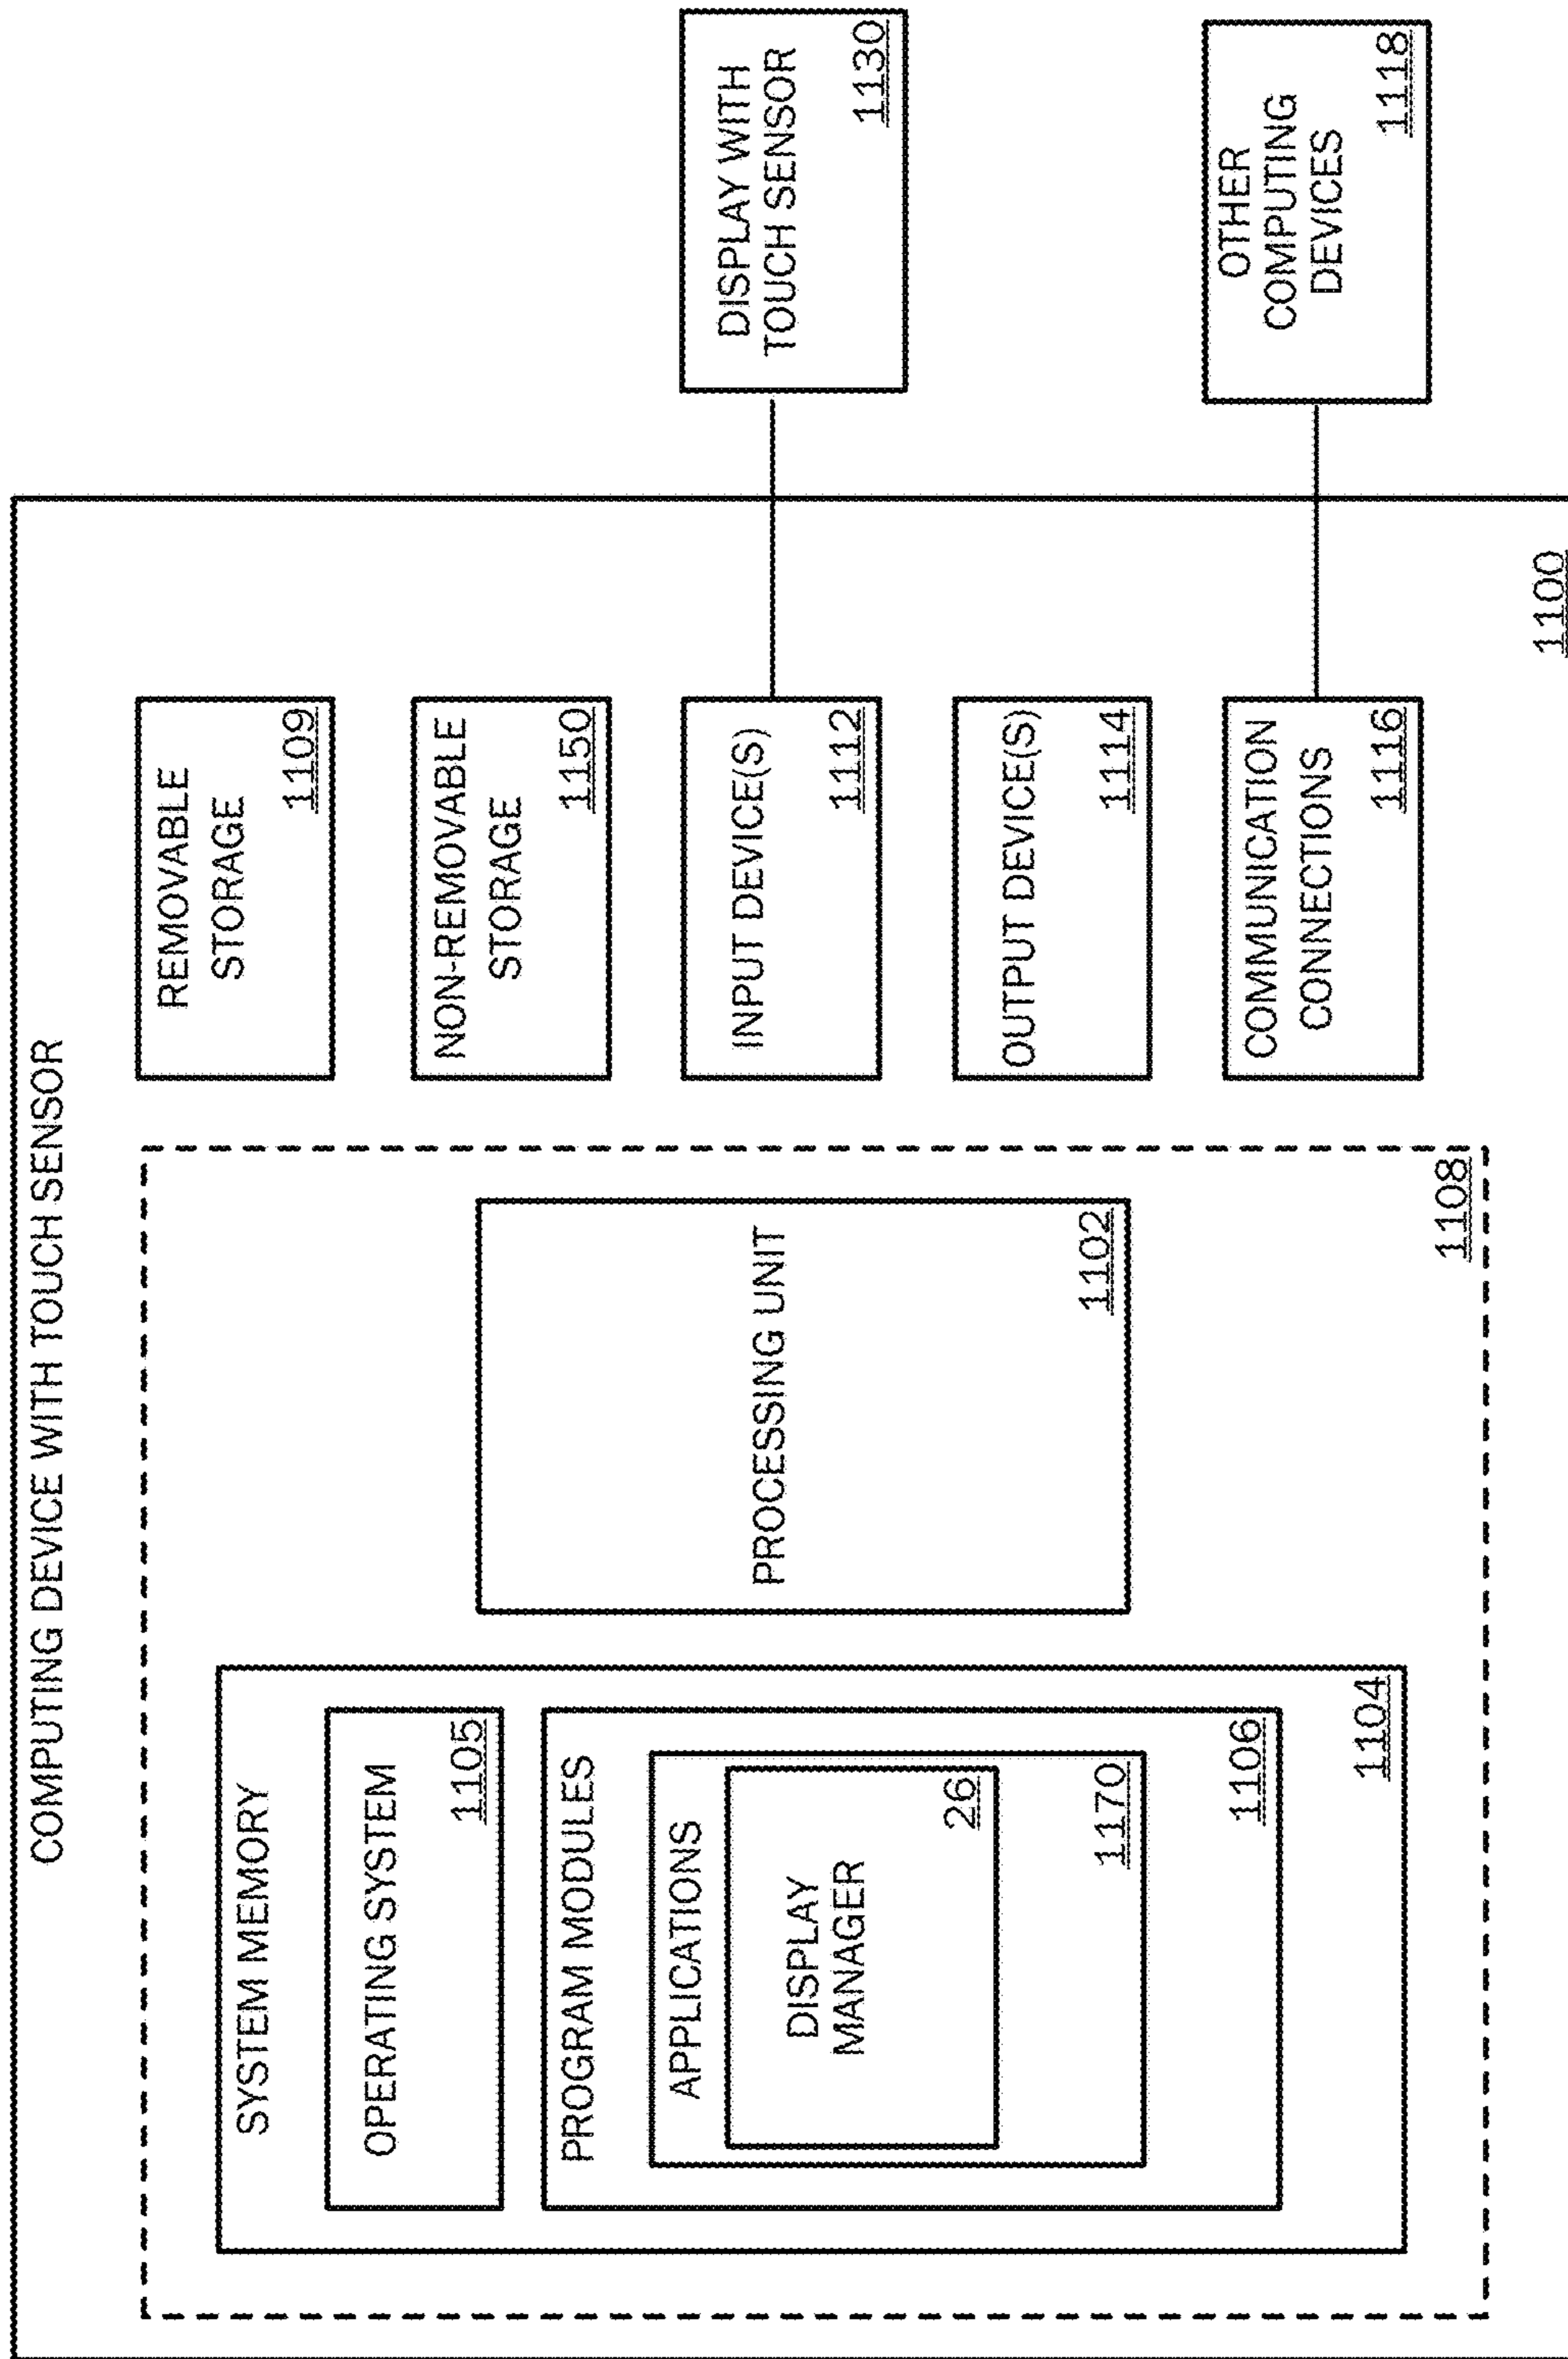 COMPUTING DEVICE WITH TOUCH SENSOR
SYSTEM MEMORY
OPERATING SYSTEM
1105
PROGRAM MODULES
APPLICATIONS
DISPLAY
MANAGER
26
1170
1106
1104
PROCESSING UNIT
1102
1108
REMOVABLE
STORAGE
1109
NON-REMOVABLE
STORAGE
1150
INPUT DEVICE(S)
1112
OUTPUT DEVICE(S)
1114
COMMUNICATION
CONNECTIONS
1116
1100
DISPLAY WITH
TOUCH SENSOR
1130
OTHER
COMPUTING
DEVICES
1118